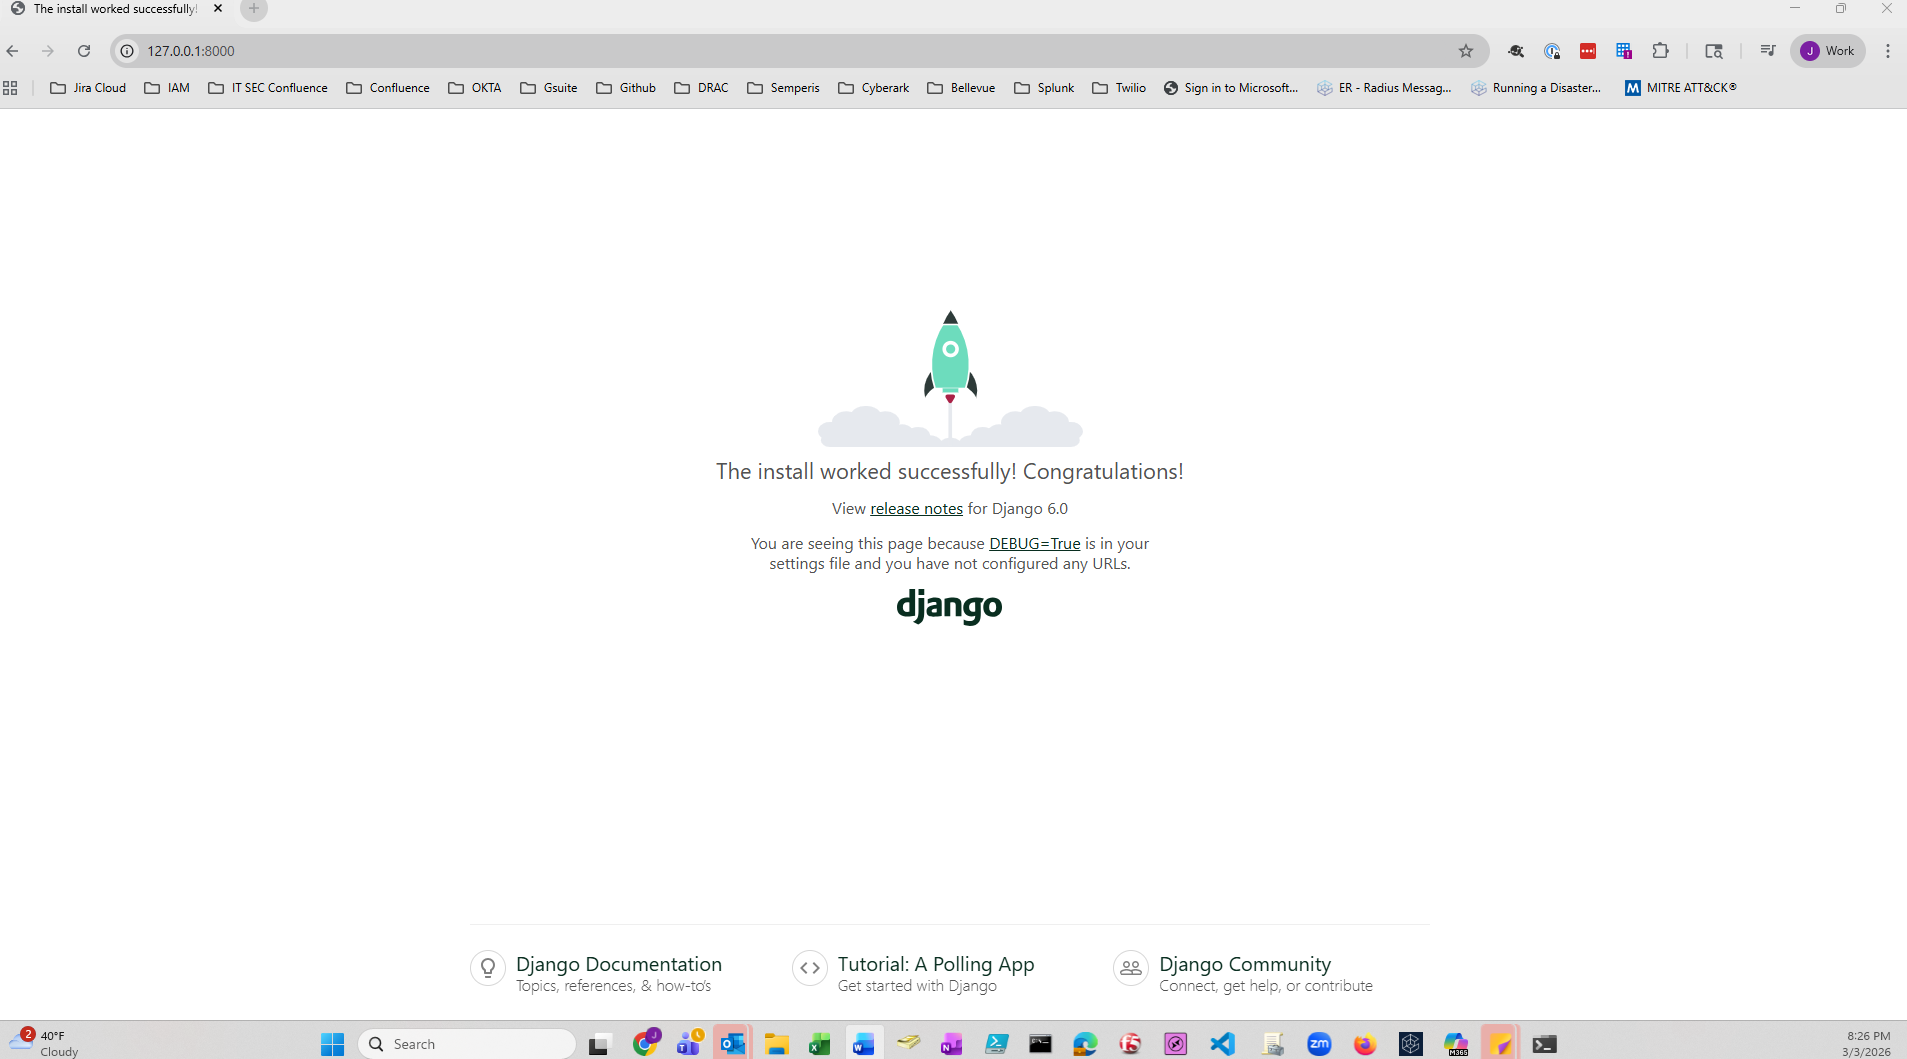 The install worked successfully!
127.0.0.1:8000
Work
Jira Cloud IAM IT SEC Confluence Confluence OKTA Gsuite Github DRAC Semperis Cyberark Bellevue Splunk Twilio Sign in to Microsoft... ER - Radius Messag... Running a Disaster... MITRE ATT&CK®
The install worked successfully! Congratulations!
View release notes for Django 6.0
You are seeing this page because DEBUG=True is in your
settings file and you have not configured any URLs.
django
Django Documentation
Topics, references, & how-to's
Tutorial: A Polling App
Get started with Django
Django Community
Connect, get help, or contribute
2
40°F
Cloudy
Search
zm
M365
8:26 PM
3/3/2026